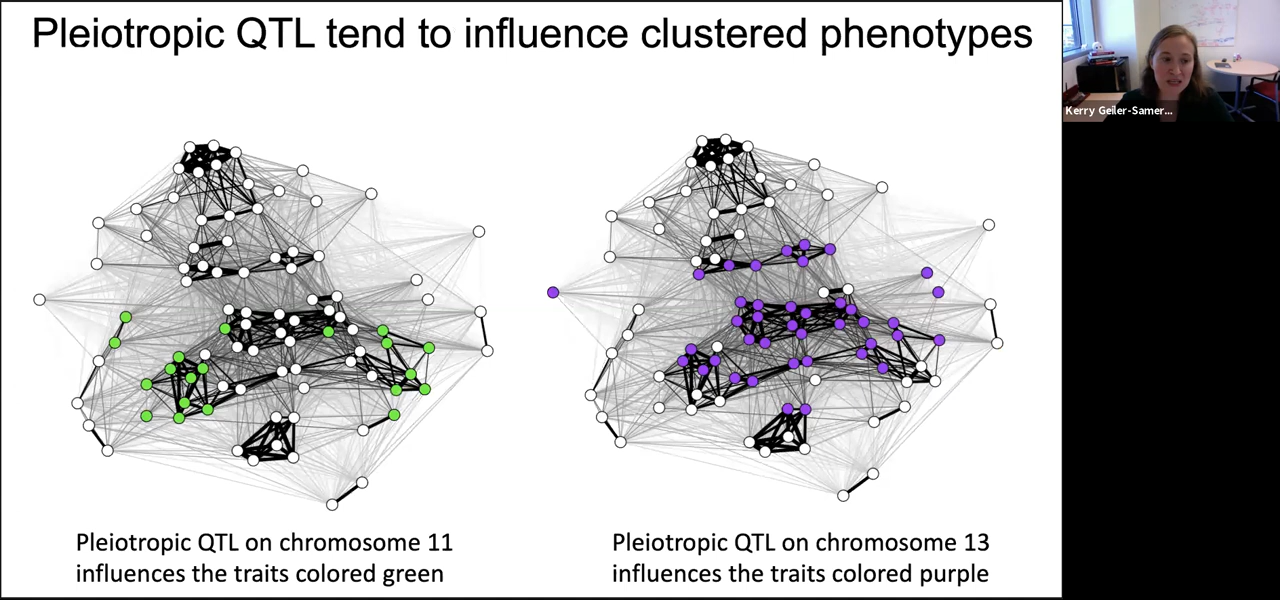 Pleiotropic QTL tend to influence clustered phenotypes
Kerry Geiler-Samer...
Pleiotropic QTL on chromosome 11
influences the traits colored green
Pleiotropic QTL on chromosome 13
influences the traits colored purple